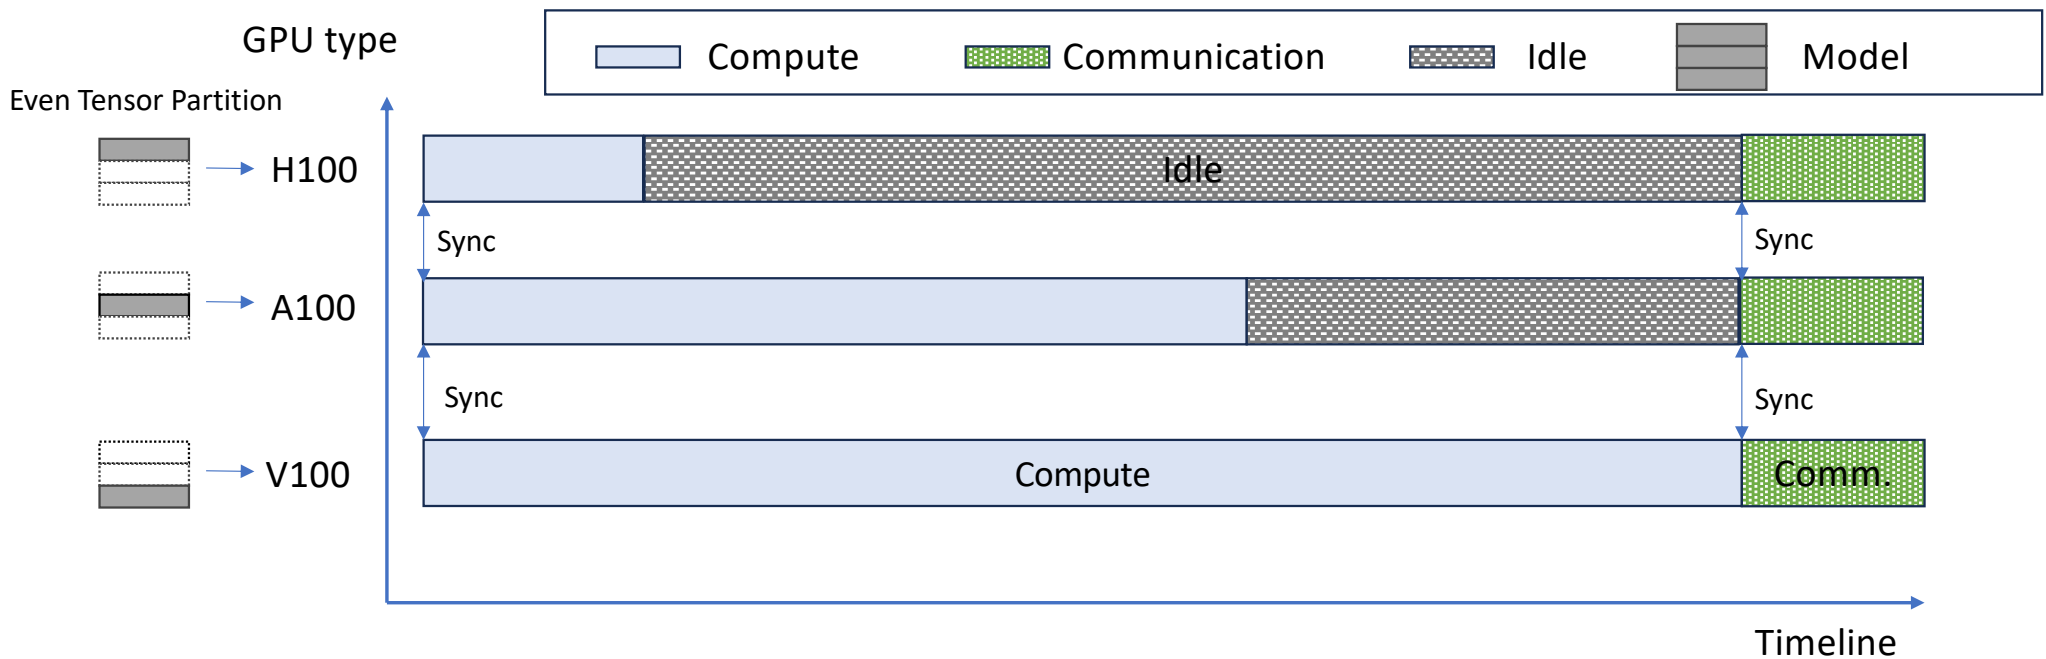 GPU type
Compute
Communication
Idle
Model
Even Tensor Partition
H100
Idle
Sync
Sync
A100
Sync
Sync
V100
Compute
Comm.
Timeline